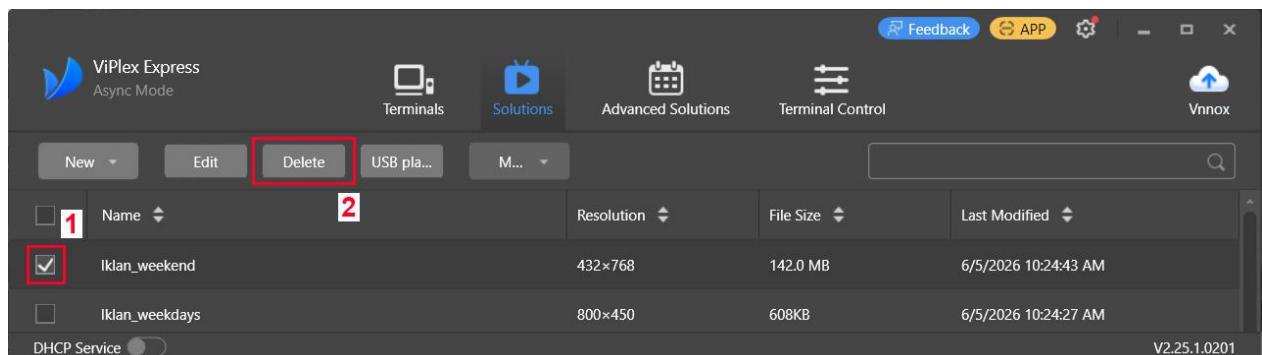 Feedback APP
ViPlex Express
Async Mode
Terminals Solutions Advanced Solutions Terminal Control Vnnox
New Edit Delete USB pla... M...
1 Name 2 Resolution File Size Last Modified
Iklan_weekend 432×768 142.0 MB 6/5/2026 10:24:43 AM
Iklan_weekdays 800×450 608KB 6/5/2026 10:24:27 AM
DHCP Service V2.25.1.0201